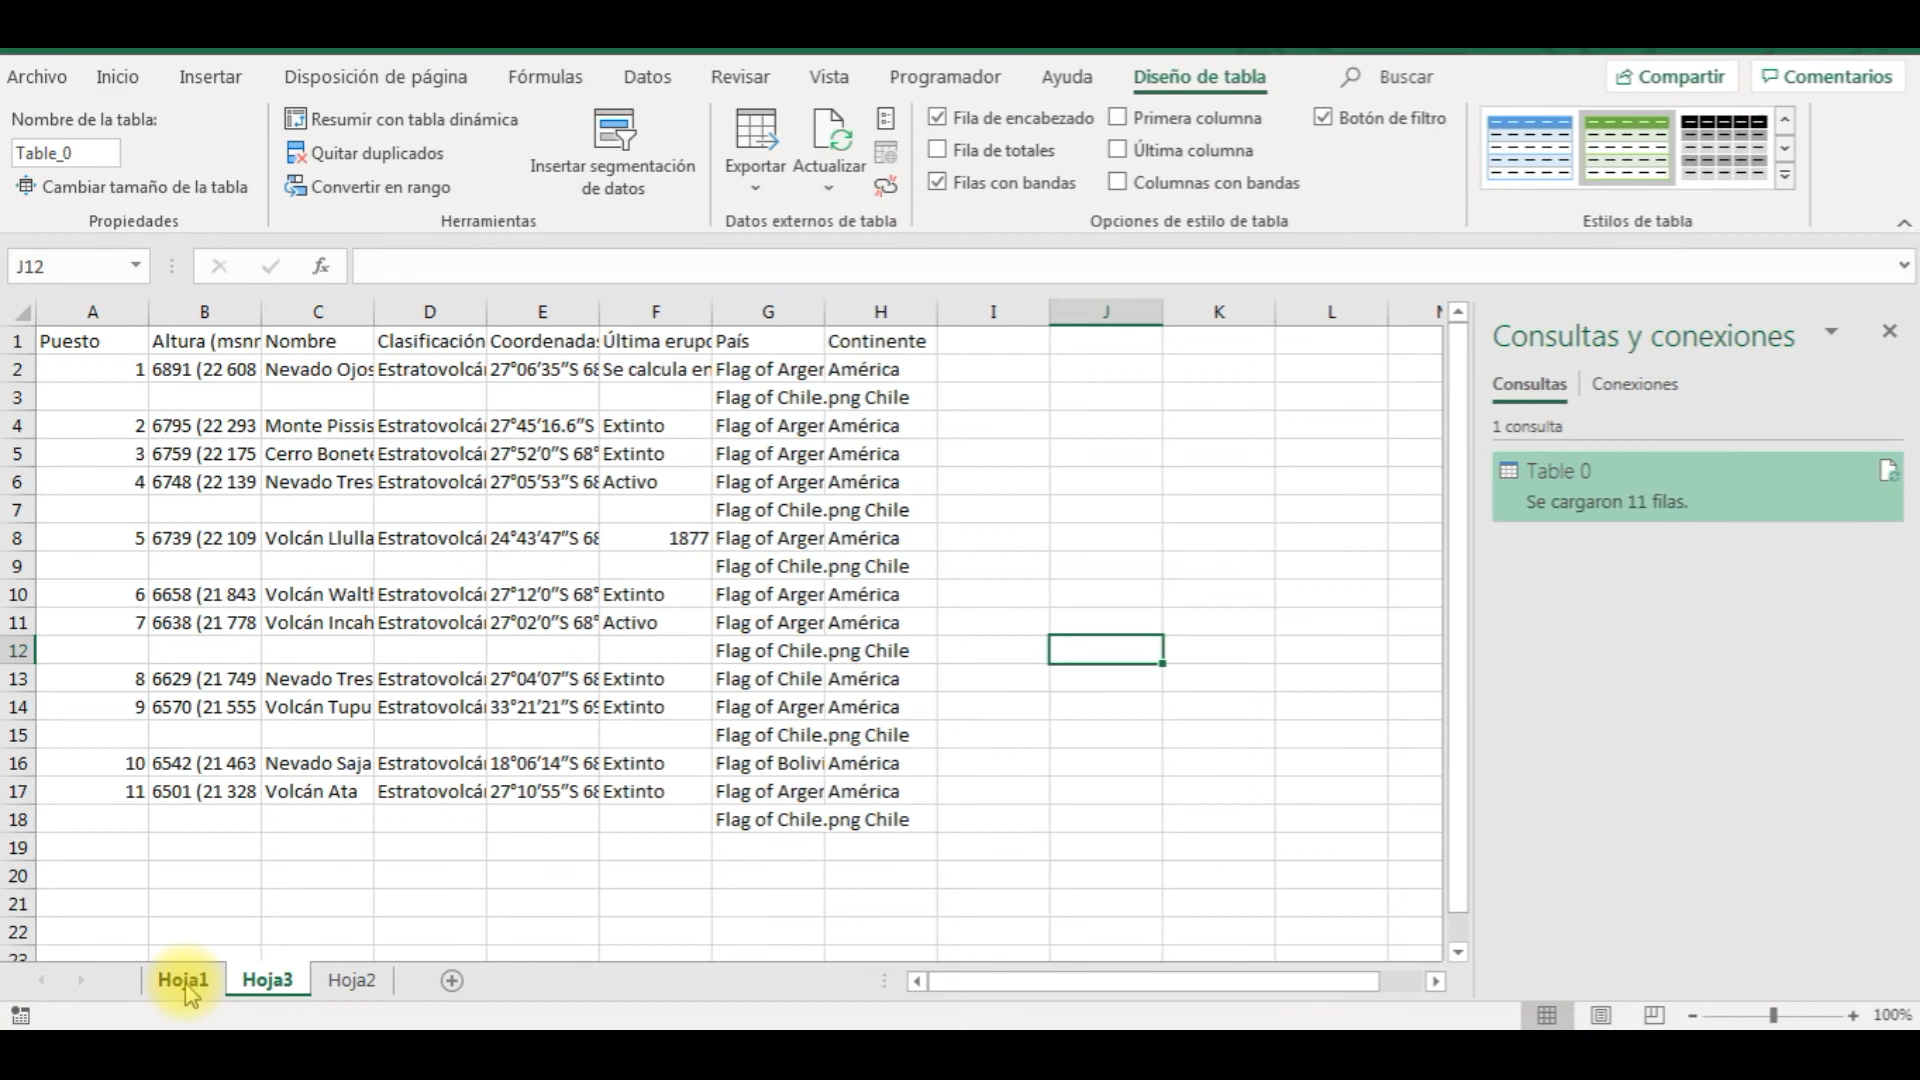 Archivo Inicio Insertar Disposición de página Fórmulas Datos Revisar Vista Programador Ayuda Diseño de tabla Buscar Compartir Comentarios
Nombre de la tabla:
Table_0
Cambiar tamaño de la tabla
Propiedades
Resumir con tabla dinámica
Quitar duplicados
Convertir en rango
Insertar segmentación
de datos
Herramientas
Exportar Actualizar
Datos externos de tabla
Fila de encabezado Primera columna Botón de filtro
Fila de totales Última columna
Filas con bandas Columnas con bandas
Opciones de estilo de tabla
Estilos de tabla
J12 fx
A B C D E F G H I J K L
1 Puesto Altura (msnr Nombre Clasificación Coordenadas Última erupc País Continente
2 1 6891 (22 608 Nevado Ojos Estratovolcá 27°06′35″S 68 Se calcula en Flag of Arger América
3 Flag of Chile.png Chile
4 2 6795 (22 293 Monte Pissis Estratovolcá 27°45′16.6″S Extinto Flag of Arger América
5 3 6759 (22 175 Cerro Bonete Estratovolcá 27°52′0″S 68° Extinto Flag of Arger América
6 4 6748 (22 139 Nevado Tres Estratovolcá 27°05′53″S 68 Activo Flag of Arger América
7 Flag of Chile.png Chile
8 5 6739 (22 109 Volcán Llulla Estratovolcá 24°43′47″S 68 1877 Flag of Arger América
9 Flag of Chile.png Chile
10 6 6658 (21 843 Volcán Walth Estratovolcá 27°12′0″S 68° Extinto Flag of Arger América
11 7 6638 (21 778 Volcán Incah Estratovolcá 27°02′0″S 68° Activo Flag of Arger América
12 Flag of Chile.png Chile
13 8 6629 (21 749 Nevado Tres Estratovolcá 27°04′07″S 68 Extinto Flag of Chile América
14 9 6570 (21 555 Volcán Tupu Estratovolcá 33°21′21″S 69 Extinto Flag of Arger América
15 Flag of Chile.png Chile
16 10 6542 (21 463 Nevado Saja Estratovolcá 18°06′14″S 68 Extinto Flag of Bolivi América
17 11 6501 (21 328 Volcán Ata Estratovolcá 27°10′55″S 68 Extinto Flag of Arger América
18 Flag of Chile.png Chile
19
20
21
22
23
Consultas y conexiones
Consultas Conexiones
1 consulta
Table 0
Se cargaron 11 filas.
Hoja1 Hoja3 Hoja2
100%